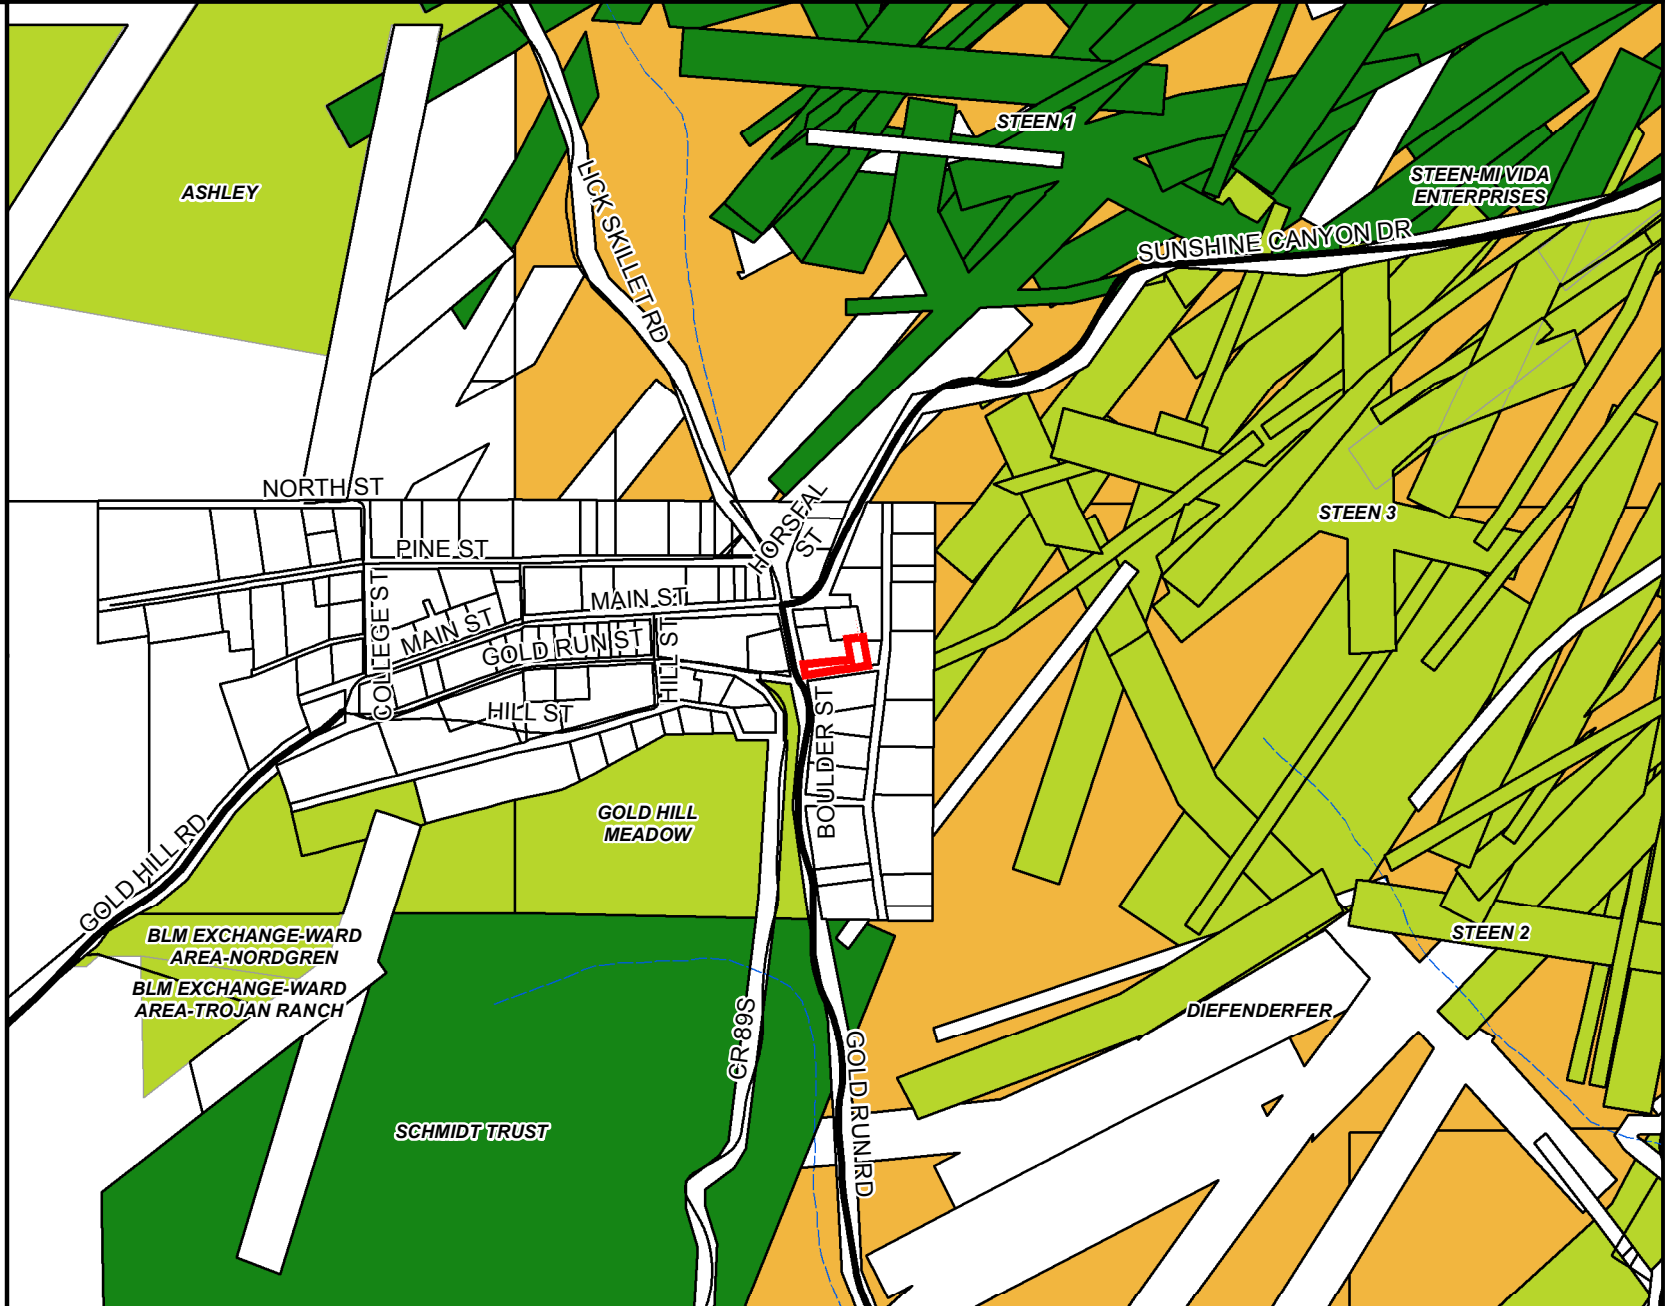 STEEN 1
ASHLEY
STEEN-MI VIDA
ENTERPRISES
LICK SKILLET RD
SUNSHINE CANYON DR
NORTH ST
HORSFAL
ST
STEEN 3
PINE ST
COLLEGE ST
MAIN ST
MAIN ST
GOLD RUN ST
HILL ST
HILL ST
BOULDER ST
GOLD HILL
MEADOW
GOLD HILL RD
BLM EXCHANGE-WARD
AREA-NORDGREN
STEEN 2
BLM EXCHANGE-WARD
AREA-TROJAN RANCH
DIEFENDERFER
CR 89S
GOLD RUN RD
SCHMIDT TRUST